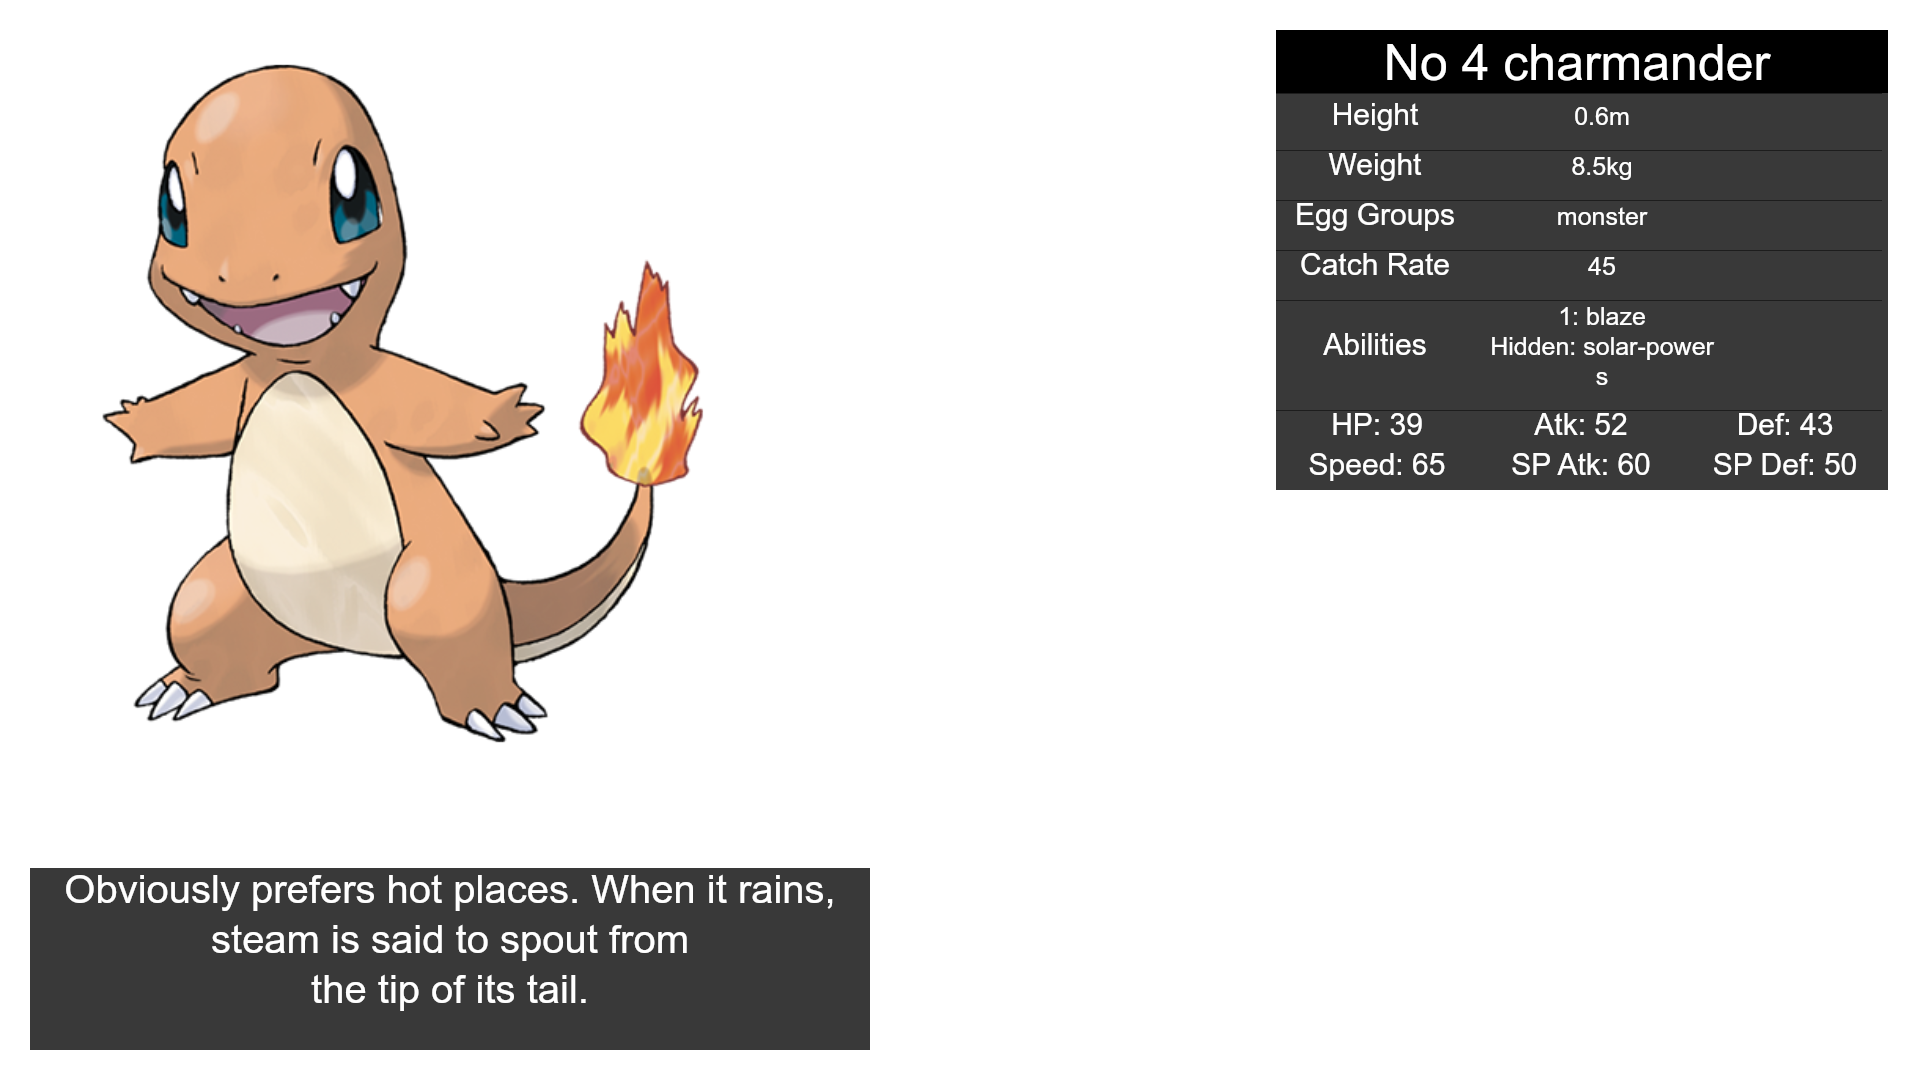 No 4 charmander
Height 0.6m
Weight 8.5kg
Egg Groups monster
Catch Rate 45
Abilities
1: blaze
Hidden: solar-power
s
HP: 39 Atk: 52 Def: 43
Speed: 65 SP Atk: 60 SP Def: 50
Obviously prefers hot places. When it rains,
steam is said to spout from
the tip of its tail.